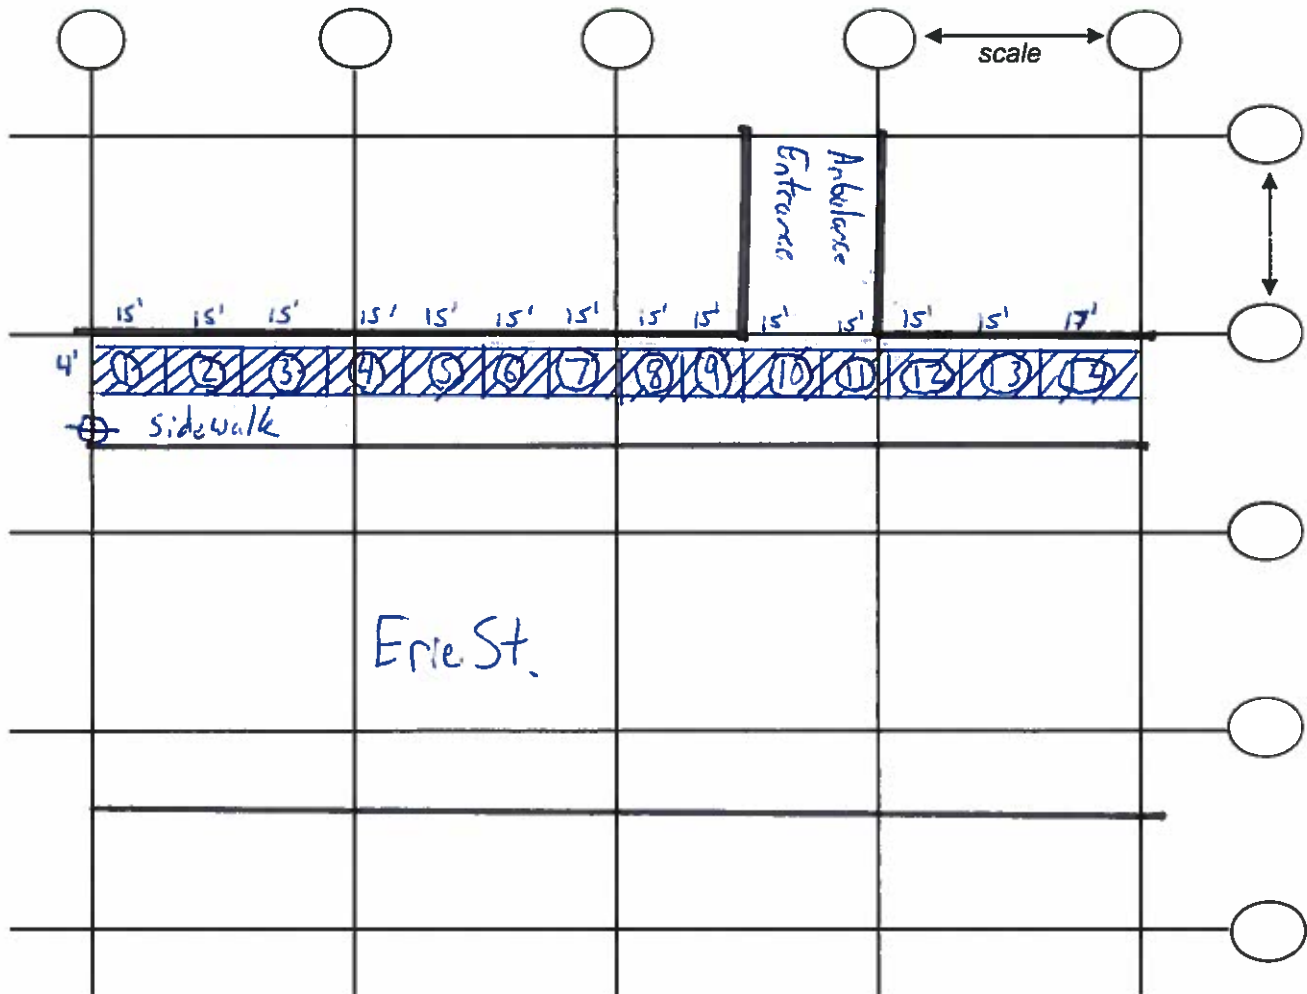 scale
Ambulance
Entrance
15' 15' 15' 15' 15' 15' 15' 15' 15' 15' 15' 15' 15' 17'
4' 1 2 3 4 5 6 7 8 9 10 11 12 13 14
sidewalk
Erie St.